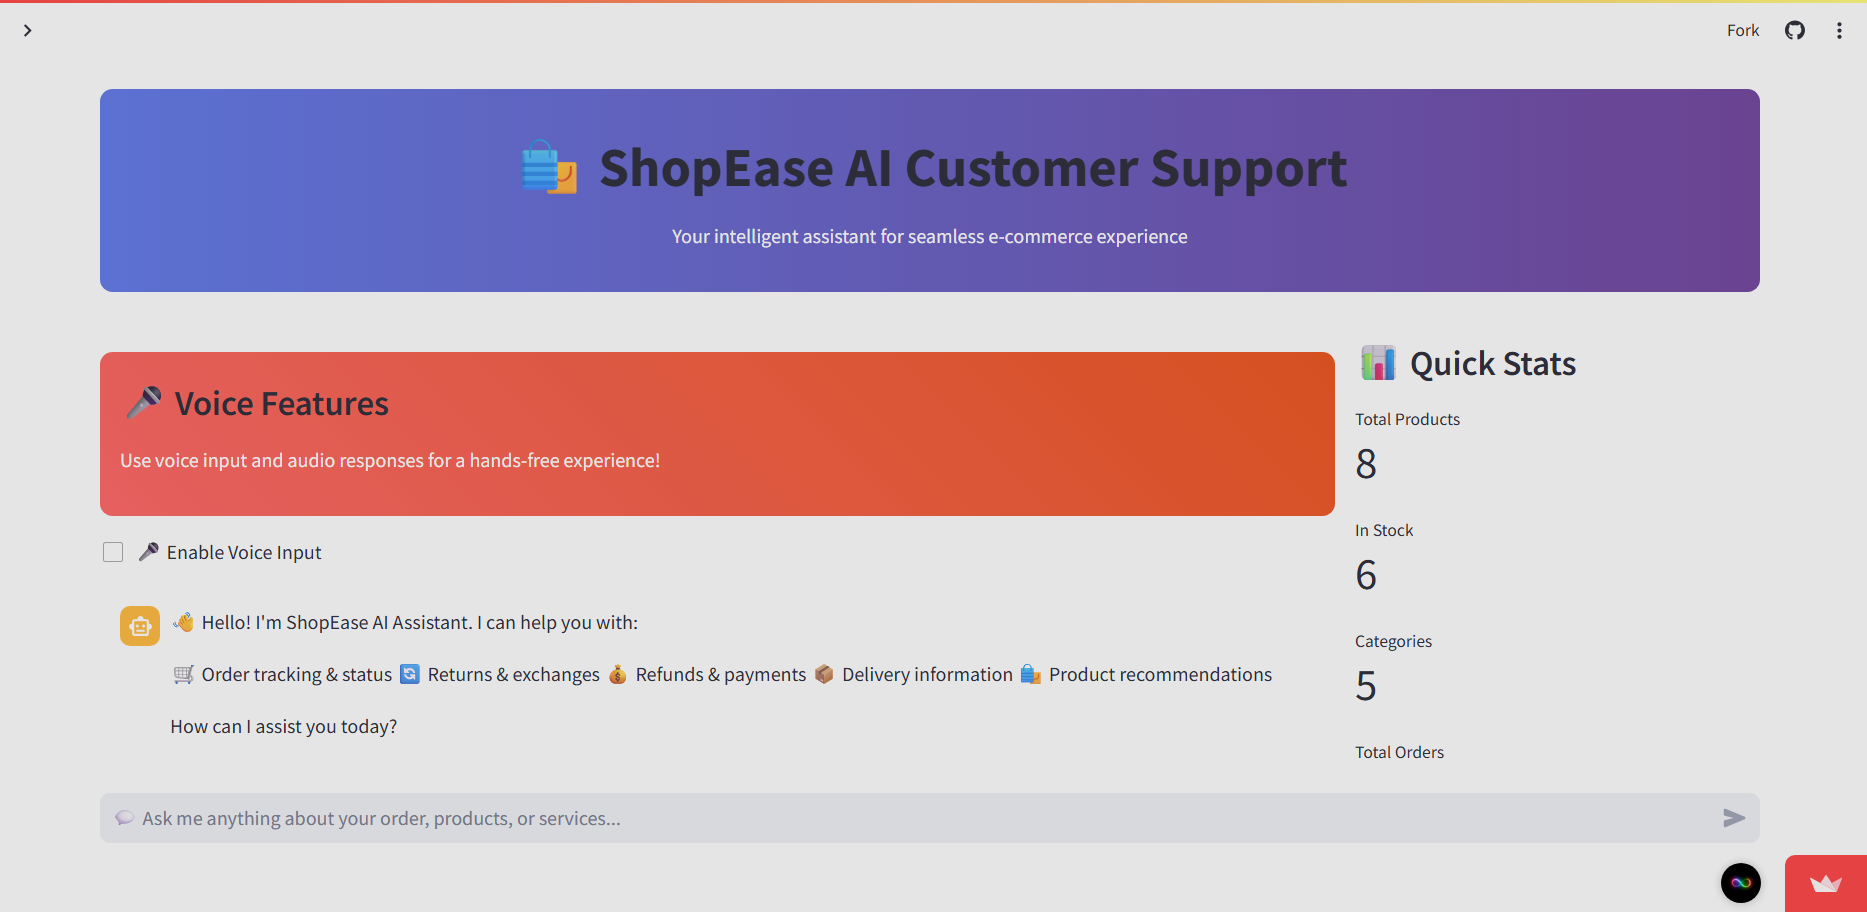 Fork
ShopEase AI Customer Support
Your intelligent assistant for seamless e-commerce experience
Voice Features
Use voice input and audio responses for a hands-free experience!
Enable Voice Input
Hello! I'm ShopEase AI Assistant. I can help you with:
Order tracking & status Returns & exchanges Refunds & payments Delivery information Product recommendations
How can I assist you today?
Quick Stats
Total Products
8
In Stock
6
Categories
5
Total Orders
Ask me anything about your order, products, or services...